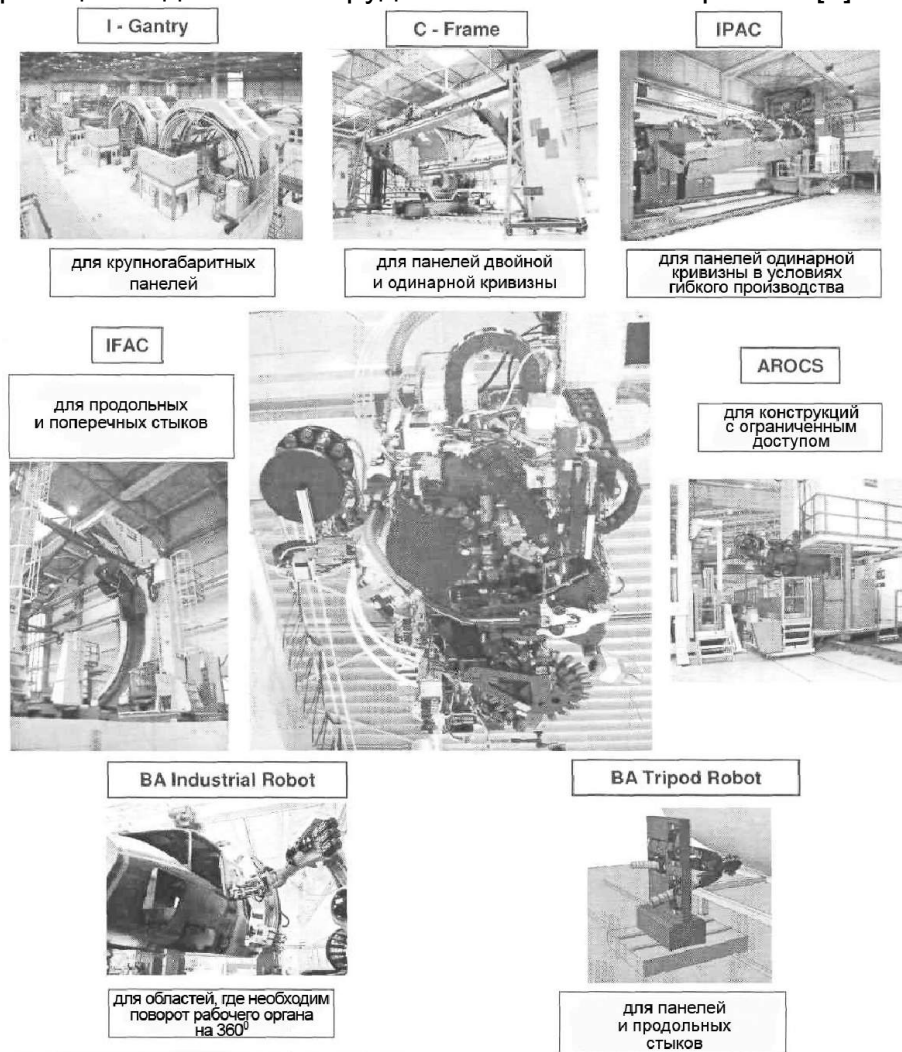 I - Gantry
C - Frame
IPAC
для крупногабаритных
панелей
для панелей двойной
и одинарной кривизны
для панелей одинарной
кривизны в условиях
гибкого производства
IFAC
для продольных
и поперечных стыков
AROCS
для конструкций
с ограниченным
доступом
BA Industrial Robot
для областей, где необходим
поворот рабочего органа
на 360⁰
BA Tripod Robot
для панелей
и продольных
стыков